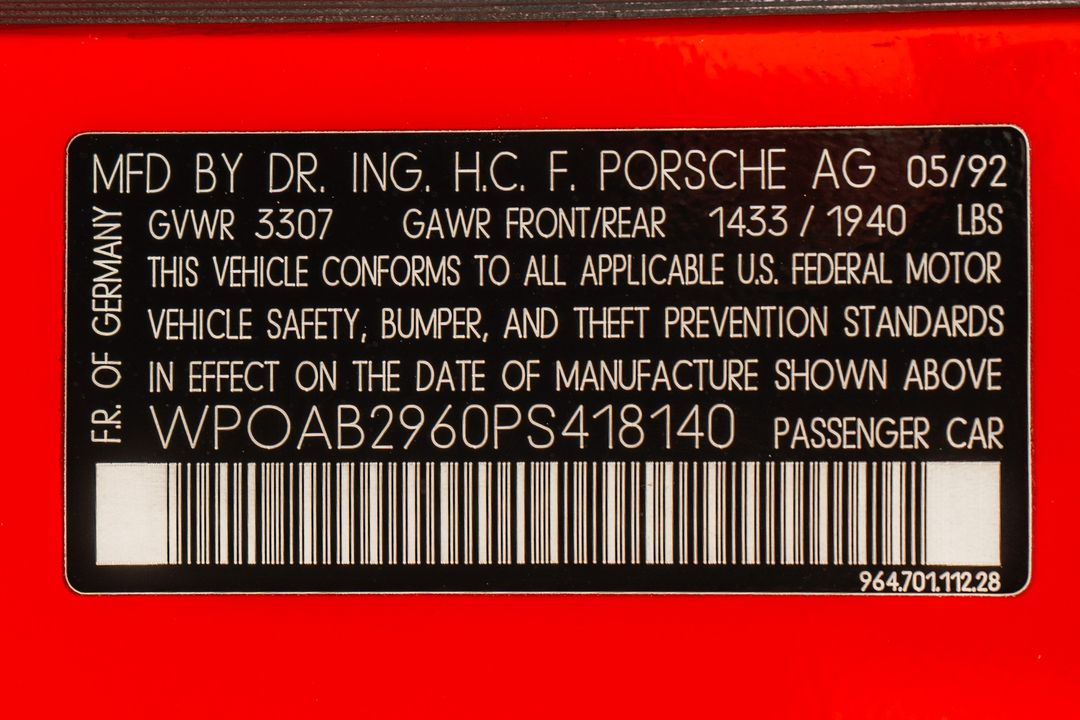 MFD BY DR. ING. H.C. F. PORSCHE AG 05/92
F.R. OF GERMANY
GVWR 3307 GAWR FRONT/REAR 1433 / 1940 LBS
THIS VEHICLE CONFORMS TO ALL APPLICABLE U.S. FEDERAL MOTOR
VEHICLE SAFETY, BUMPER, AND THEFT PREVENTION STANDARDS
IN EFFECT ON THE DATE OF MANUFACTURE SHOWN ABOVE
WP0AB2960PS418140 PASSENGER CAR
964.701.112.28